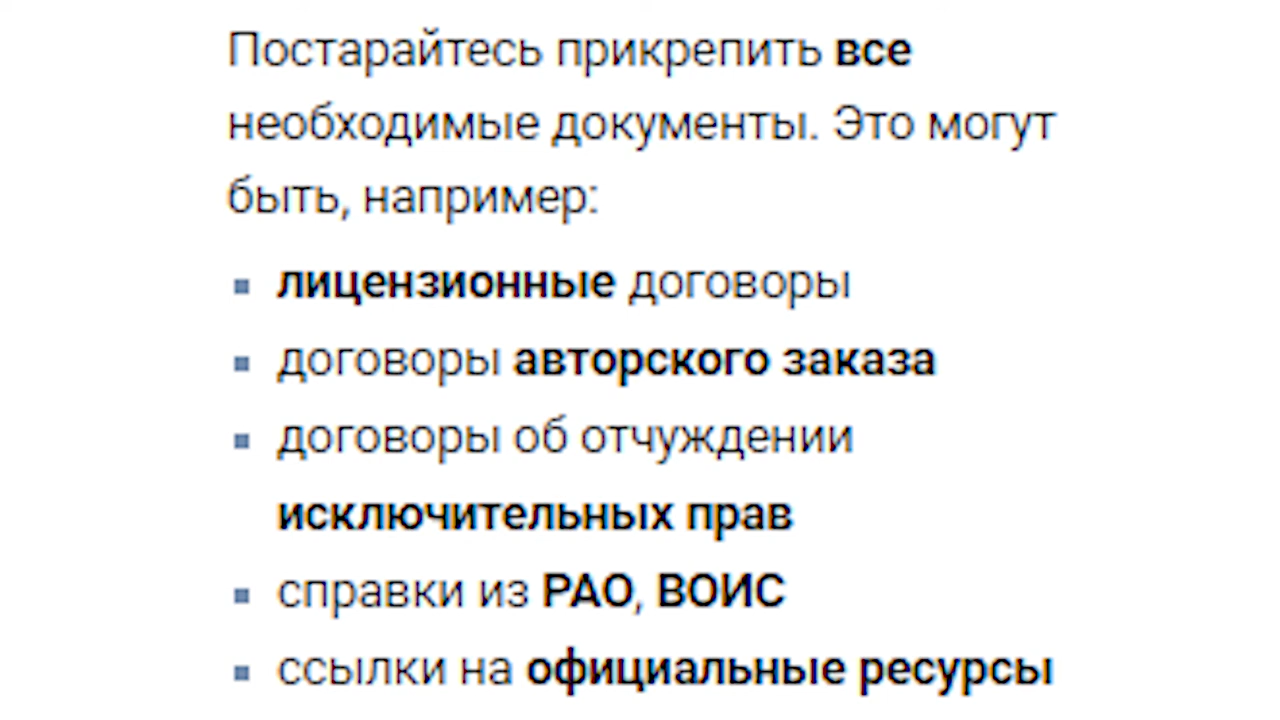 Постарайтесь прикрепить все
необходимые документы. Это могут
быть, например:
▪ лицензионные договоры
▪ договоры авторского заказа
▪ договоры об отчуждении
исключительных прав
▪ справки из РАО, ВОИС
▪ ссылки на официальные ресурсы